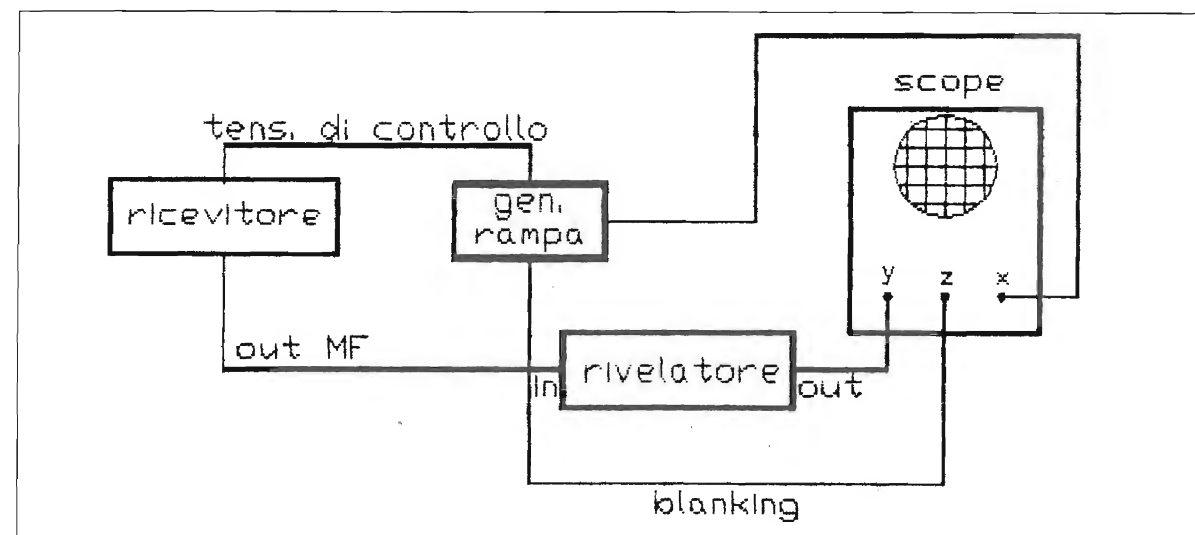 scope
tens. di controllo
ricevitore
gen.
rampa
y z x
out MF
in
rivelatore
out
blanking